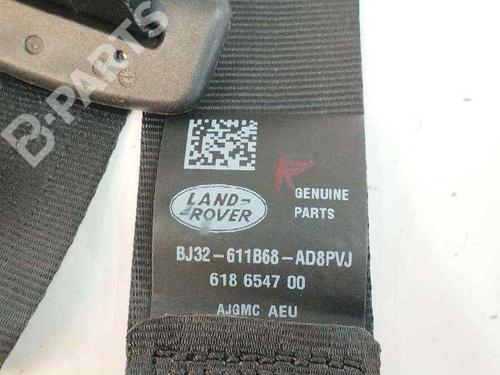 B-PARTS
R
GENUINE
PARTS
LAND-
ROVER
BJ32-611B68-AD8PVJ
618 6547 00
AJGMC AEU